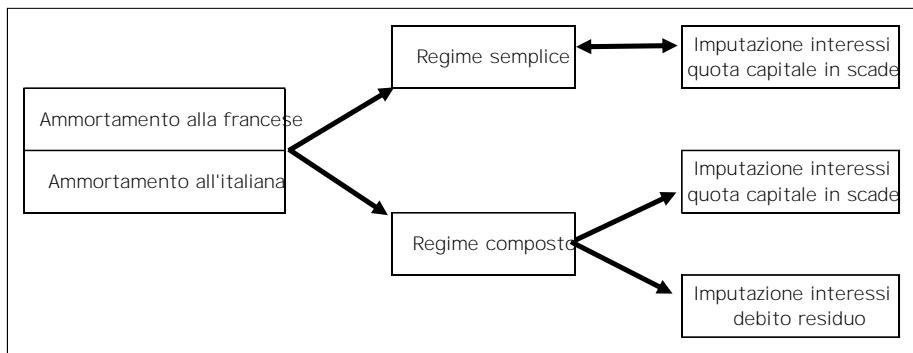 Ammortamento alla francese
Ammortamento all'italiana
Regime semplice
Imputazione interessi
quota capitale in scade
Regime composto
Imputazione interessi
quota capitale in scade
Imputazione interessi
debito residuo